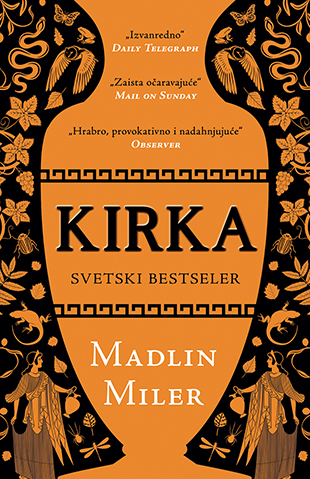 „Izvanredno“
Daily Telegraph
„Zaista očaravajuće“
Mail on Sunday
„Hrabro, provokativno i nadahnjujuće“
Observer
KIRKA
SVETSKI BESTSELER
Madlin
Miler